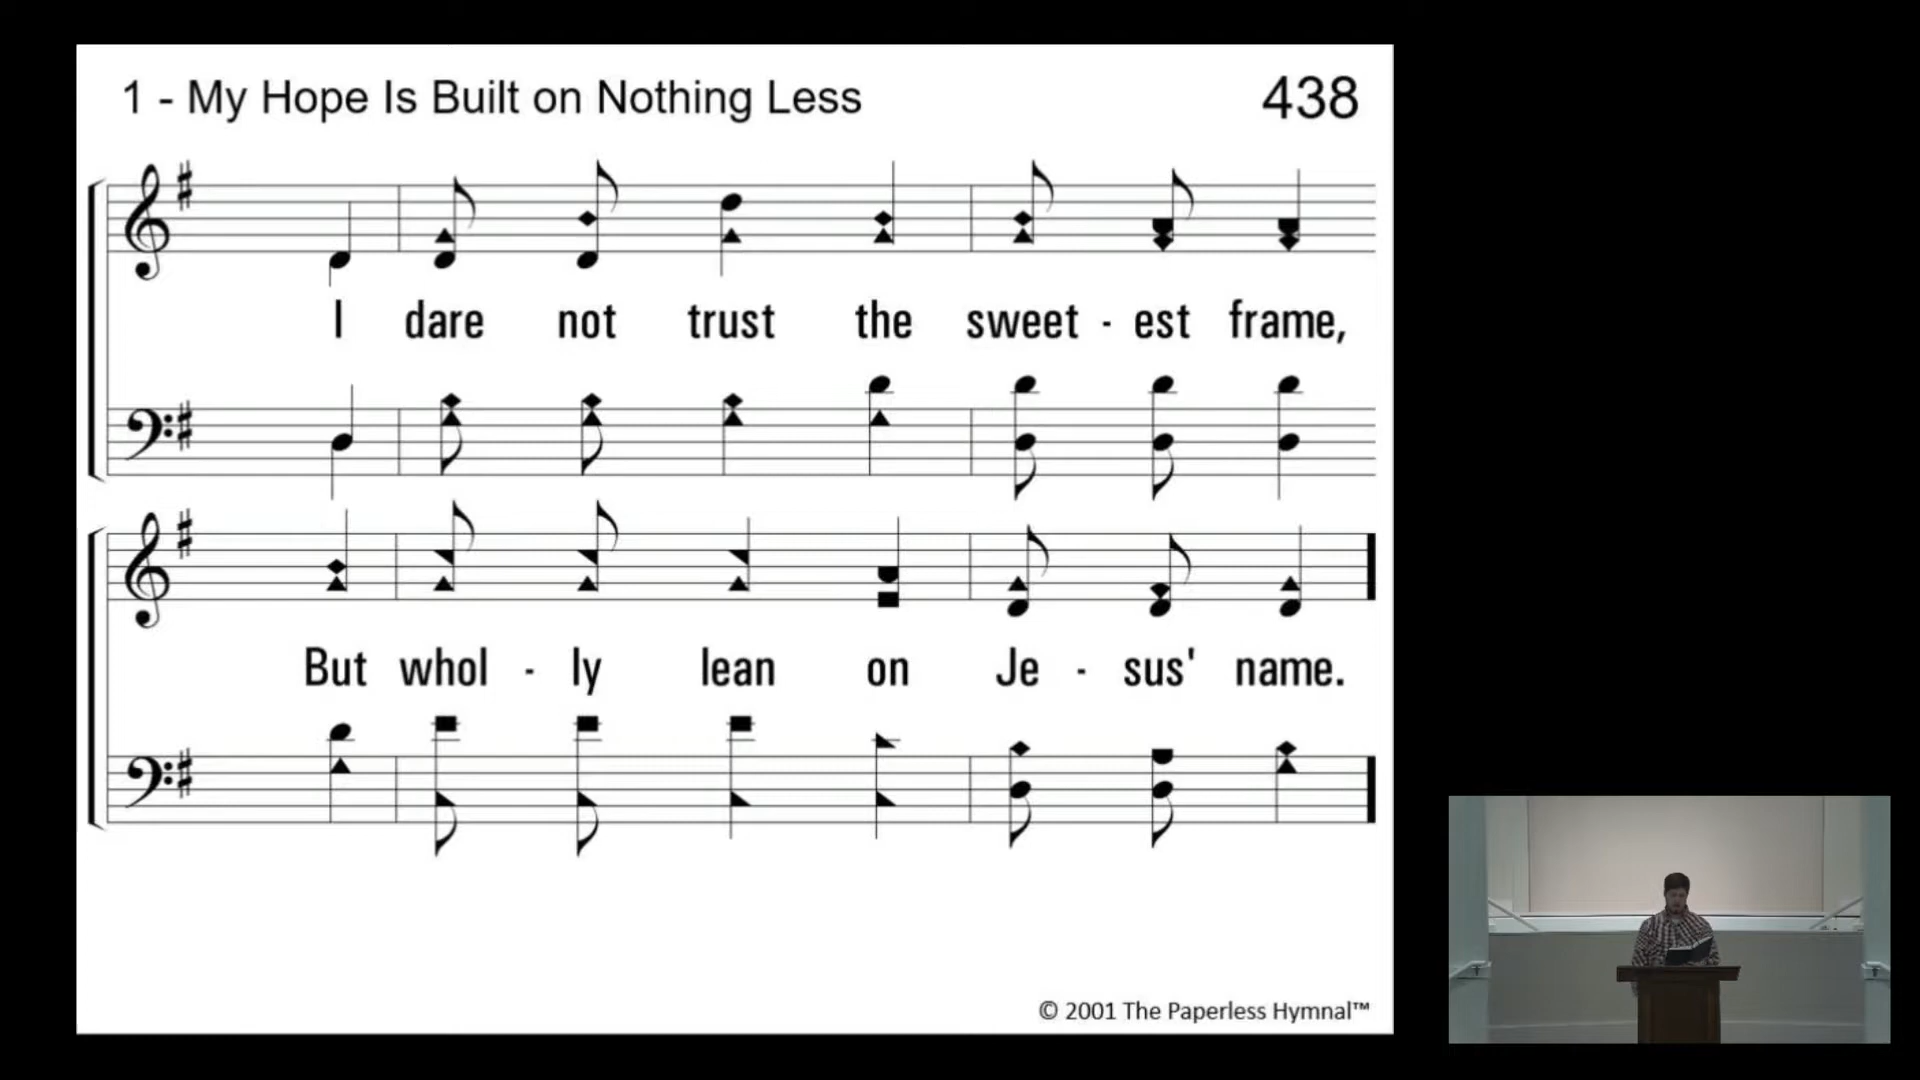 1 - My Hope Is Built on Nothing Less 438
I dare not trust the sweet - est frame,
But whol - ly lean on Je - sus' name.
© 2001 The Paperless Hymnal™